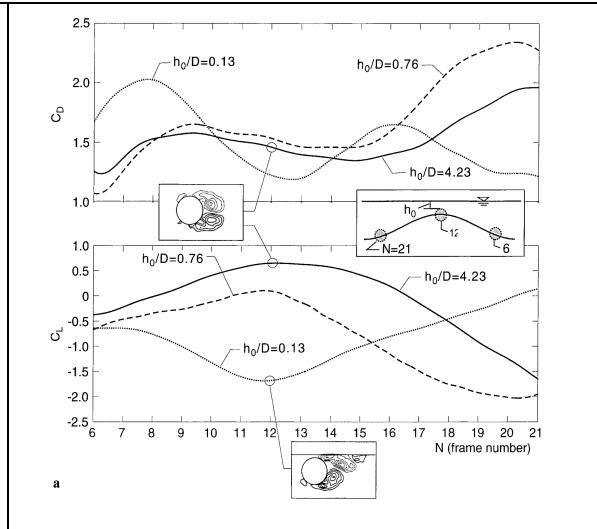 2.5
h₀/D=0.13
h₀/D=0.76
2.0
C_D
1.5
h₀/D=4.23
1.0
h₀
12
N=21
6
1.0
h₀/D=0.76
0.5
h₀/D=4.23
0
-0.5
C_L
-1.0
h₀/D=0.13
-1.5
-2.0
-2.5
6 7 8 9 10 11 12 13 14 15 16 17 18 19 20 21
N (frame number)
a